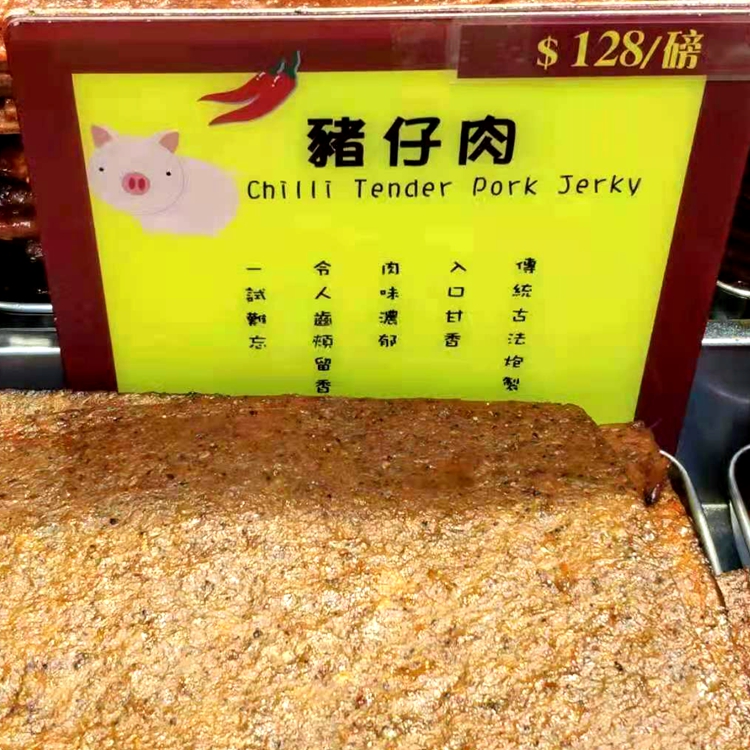 $128/磅
豬仔肉
Chilli Tender Pork Jerky
傳統古法炮製
入口甘香
肉味濃郁
令人齒頰留香
一試難忘